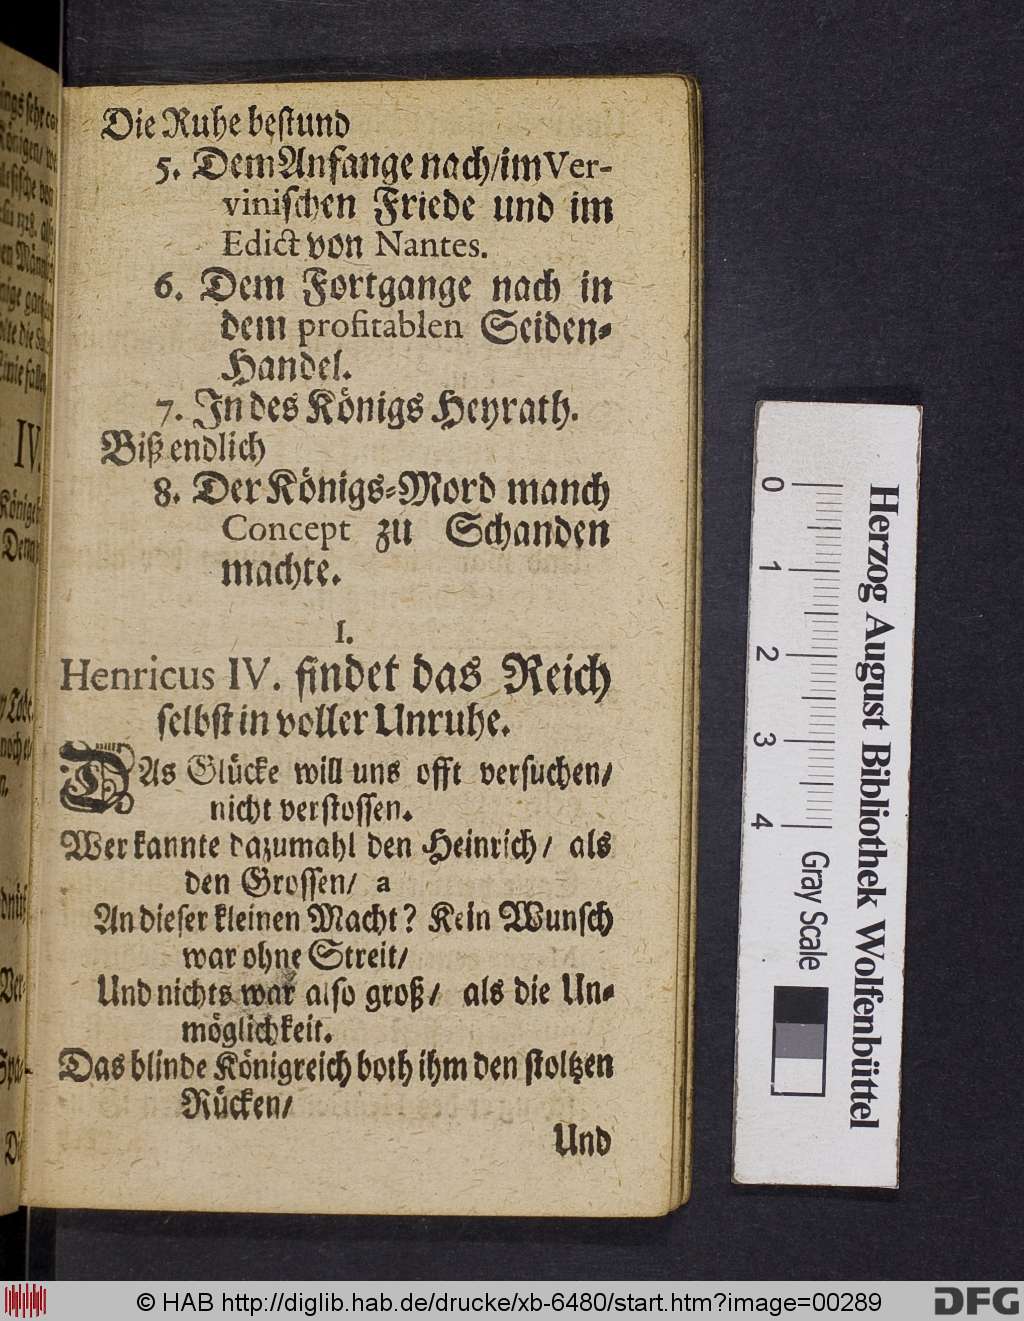 Die Ruhe bestund
5. Dem Anfange nach/ im Ver-
vinischen Friede und im
Edict von Nantes.
6. Dem Fortgange nach in
dem profitablen Seiden-
Handel.
7. In des Königs Heyrath.
Biß endlich
8. Der Königs-Mord manch
Concept zu Schanden
machte.
I.
Henricus IV. findet das Reich
selbst in voller Unruhe.
DAs Glücke will uns offt versuchen/
nicht verstossen.
Wer kannte dazumahl den Heinrich/ als
den Grossen/ a
An dieser kleinen Macht? Kein Wunsch
war ohne Streit/
Und nichts war also groß/ als die Un-
möglichkeit.
Das blinde Königreich both ihm den stoltzen
Rücken/
Und
IV.
0 1 2 3 4
Gray Scale
Herzog August Bibliothek Wolfenbüttel
© HAB http://diglib.hab.de/drucke/xb-6480/start.htm?image=00289
DFG